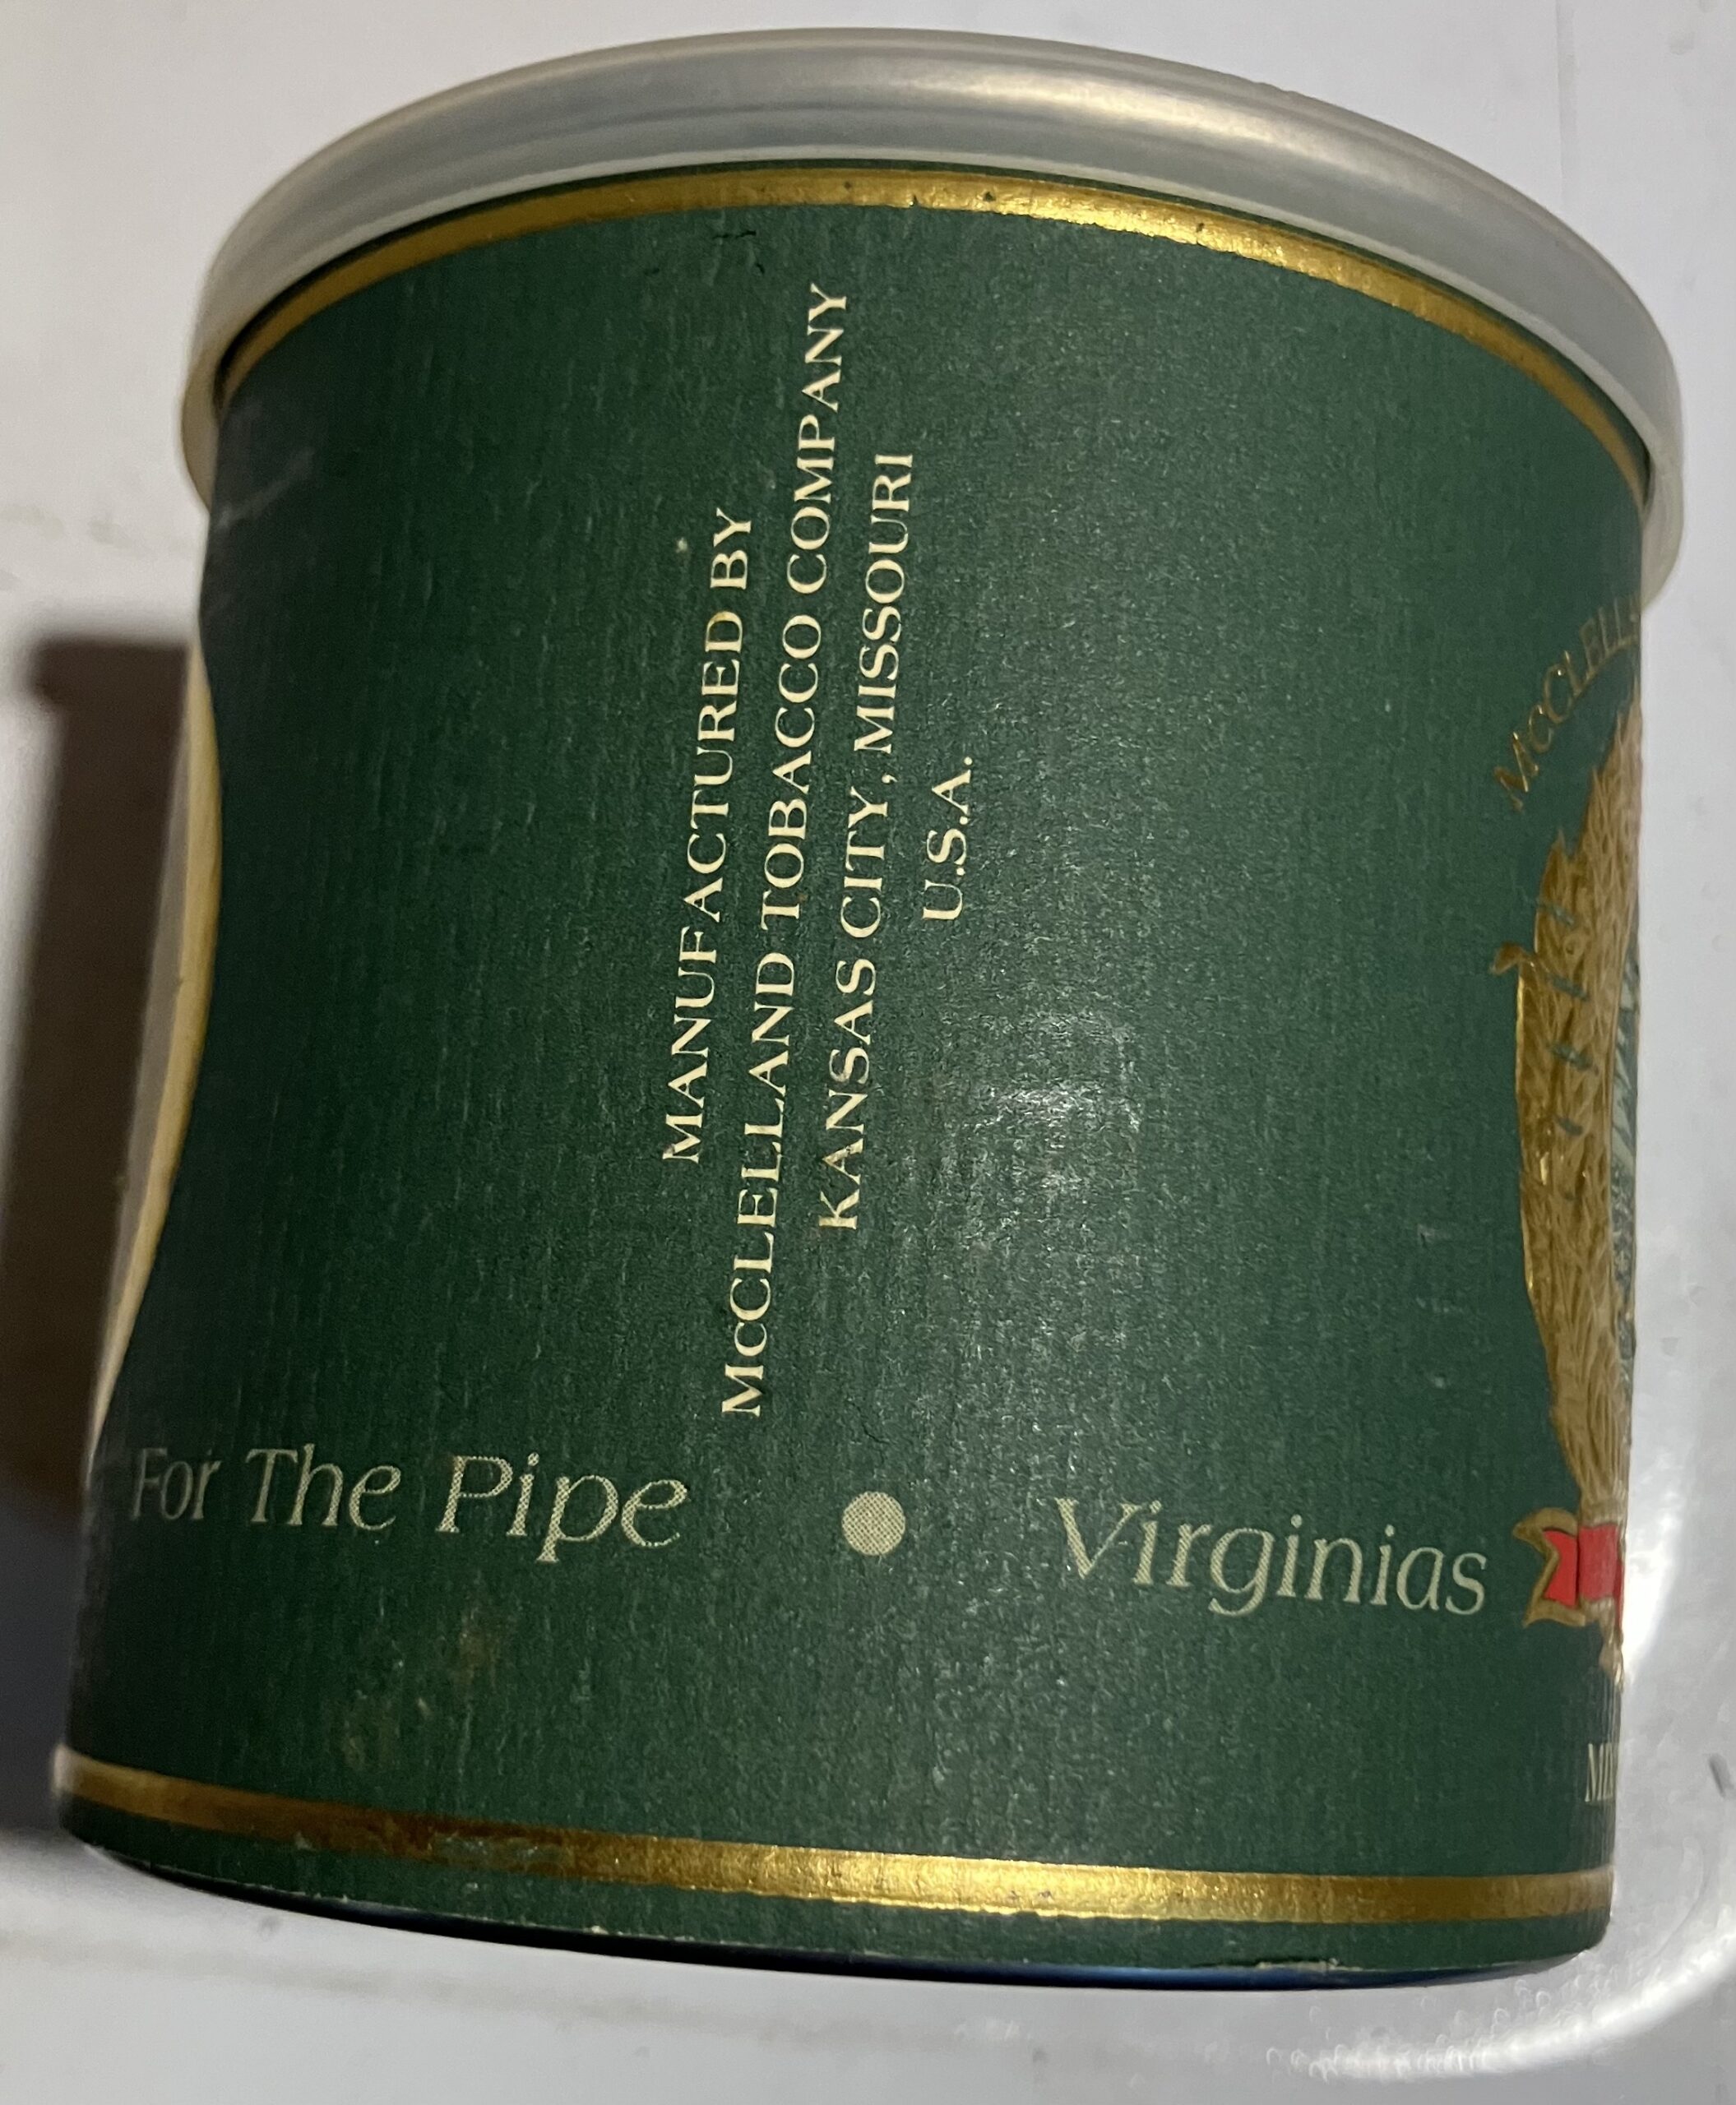 MANUFACTURED BY
MCCLELLAND TOBACCO COMPANY
KANSAS CITY, MISSOURI
U.S.A.
For The Pipe • Virginias